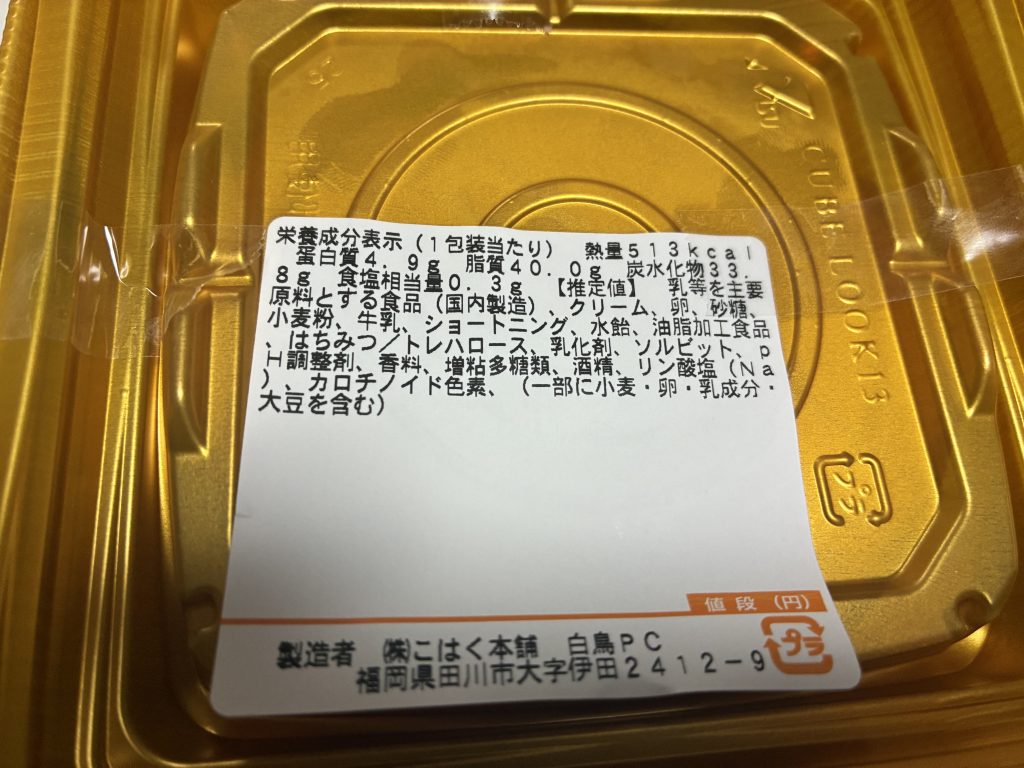 CUBE LOOK13
プラ
栄養成分表示(1包装当たり) 熱量513kcal
蛋白質4.9g 脂質40.0g 炭水化物33.
8g 食塩相当量0.3g 【推定値】 乳等を主要
原料とする食品(国内製造)、クリーム、卵、砂糖、
小麦粉、牛乳、ショートニング、水飴、油脂加工食品
、はちみつ/トレハロース、乳化剤、ソルビット、p
H調整剤、香料、増粘多糖類、酒精、リン酸塩(Na
)、カロチノイド色素、(一部に小麦・卵・乳成分・
大豆を含む)
値段(円)
プラ
製造者 ㈱こはく本舗 白鳥PC
福岡県田川市大字伊田2412-9